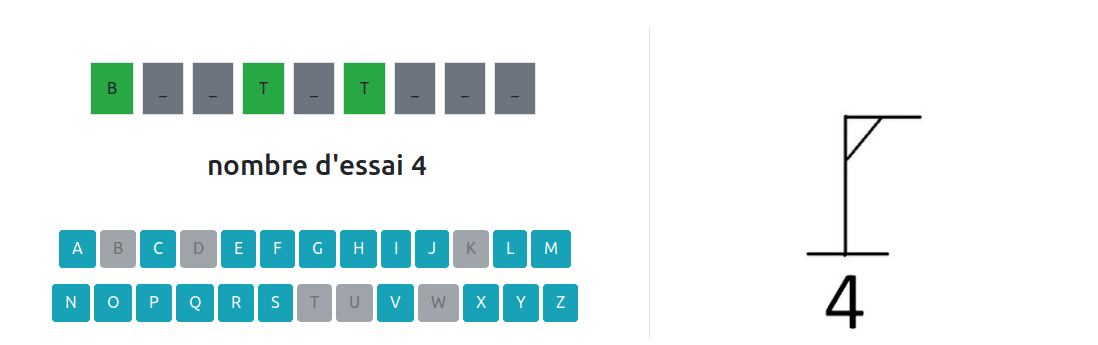 B _ _ T _ T _ _ _
nombre d'essai 4
A B C D E F G H I J K L M
N O P Q R S T U V W X Y Z
4